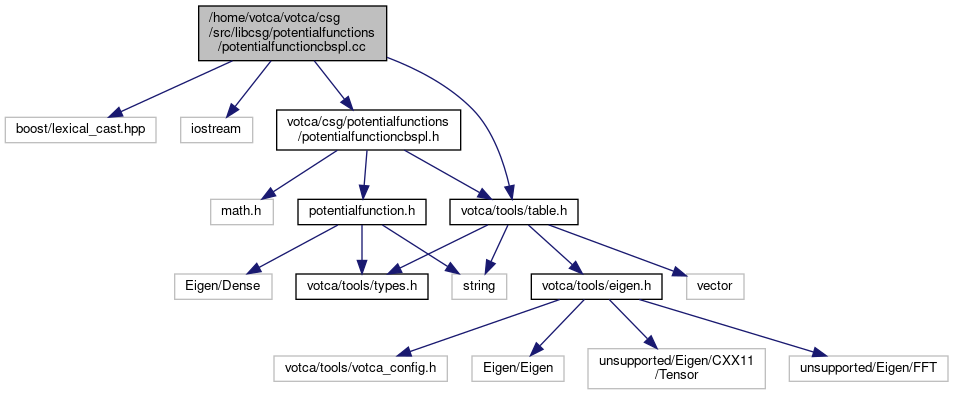 /home/votca/votca/csg
/src/libcsg/potentialfunctions
/potentialfunctioncbspl.cc
boost/lexical_cast.hpp
iostream
votca/csg/potentialfunctions
/potentialfunctioncbspl.h
math.h
potentialfunction.h
votca/tools/table.h
Eigen/Dense
votca/tools/types.h
string
votca/tools/eigen.h
vector
votca/tools/votca_config.h
Eigen/Eigen
unsupported/Eigen/CXX11
/Tensor
unsupported/Eigen/FFT